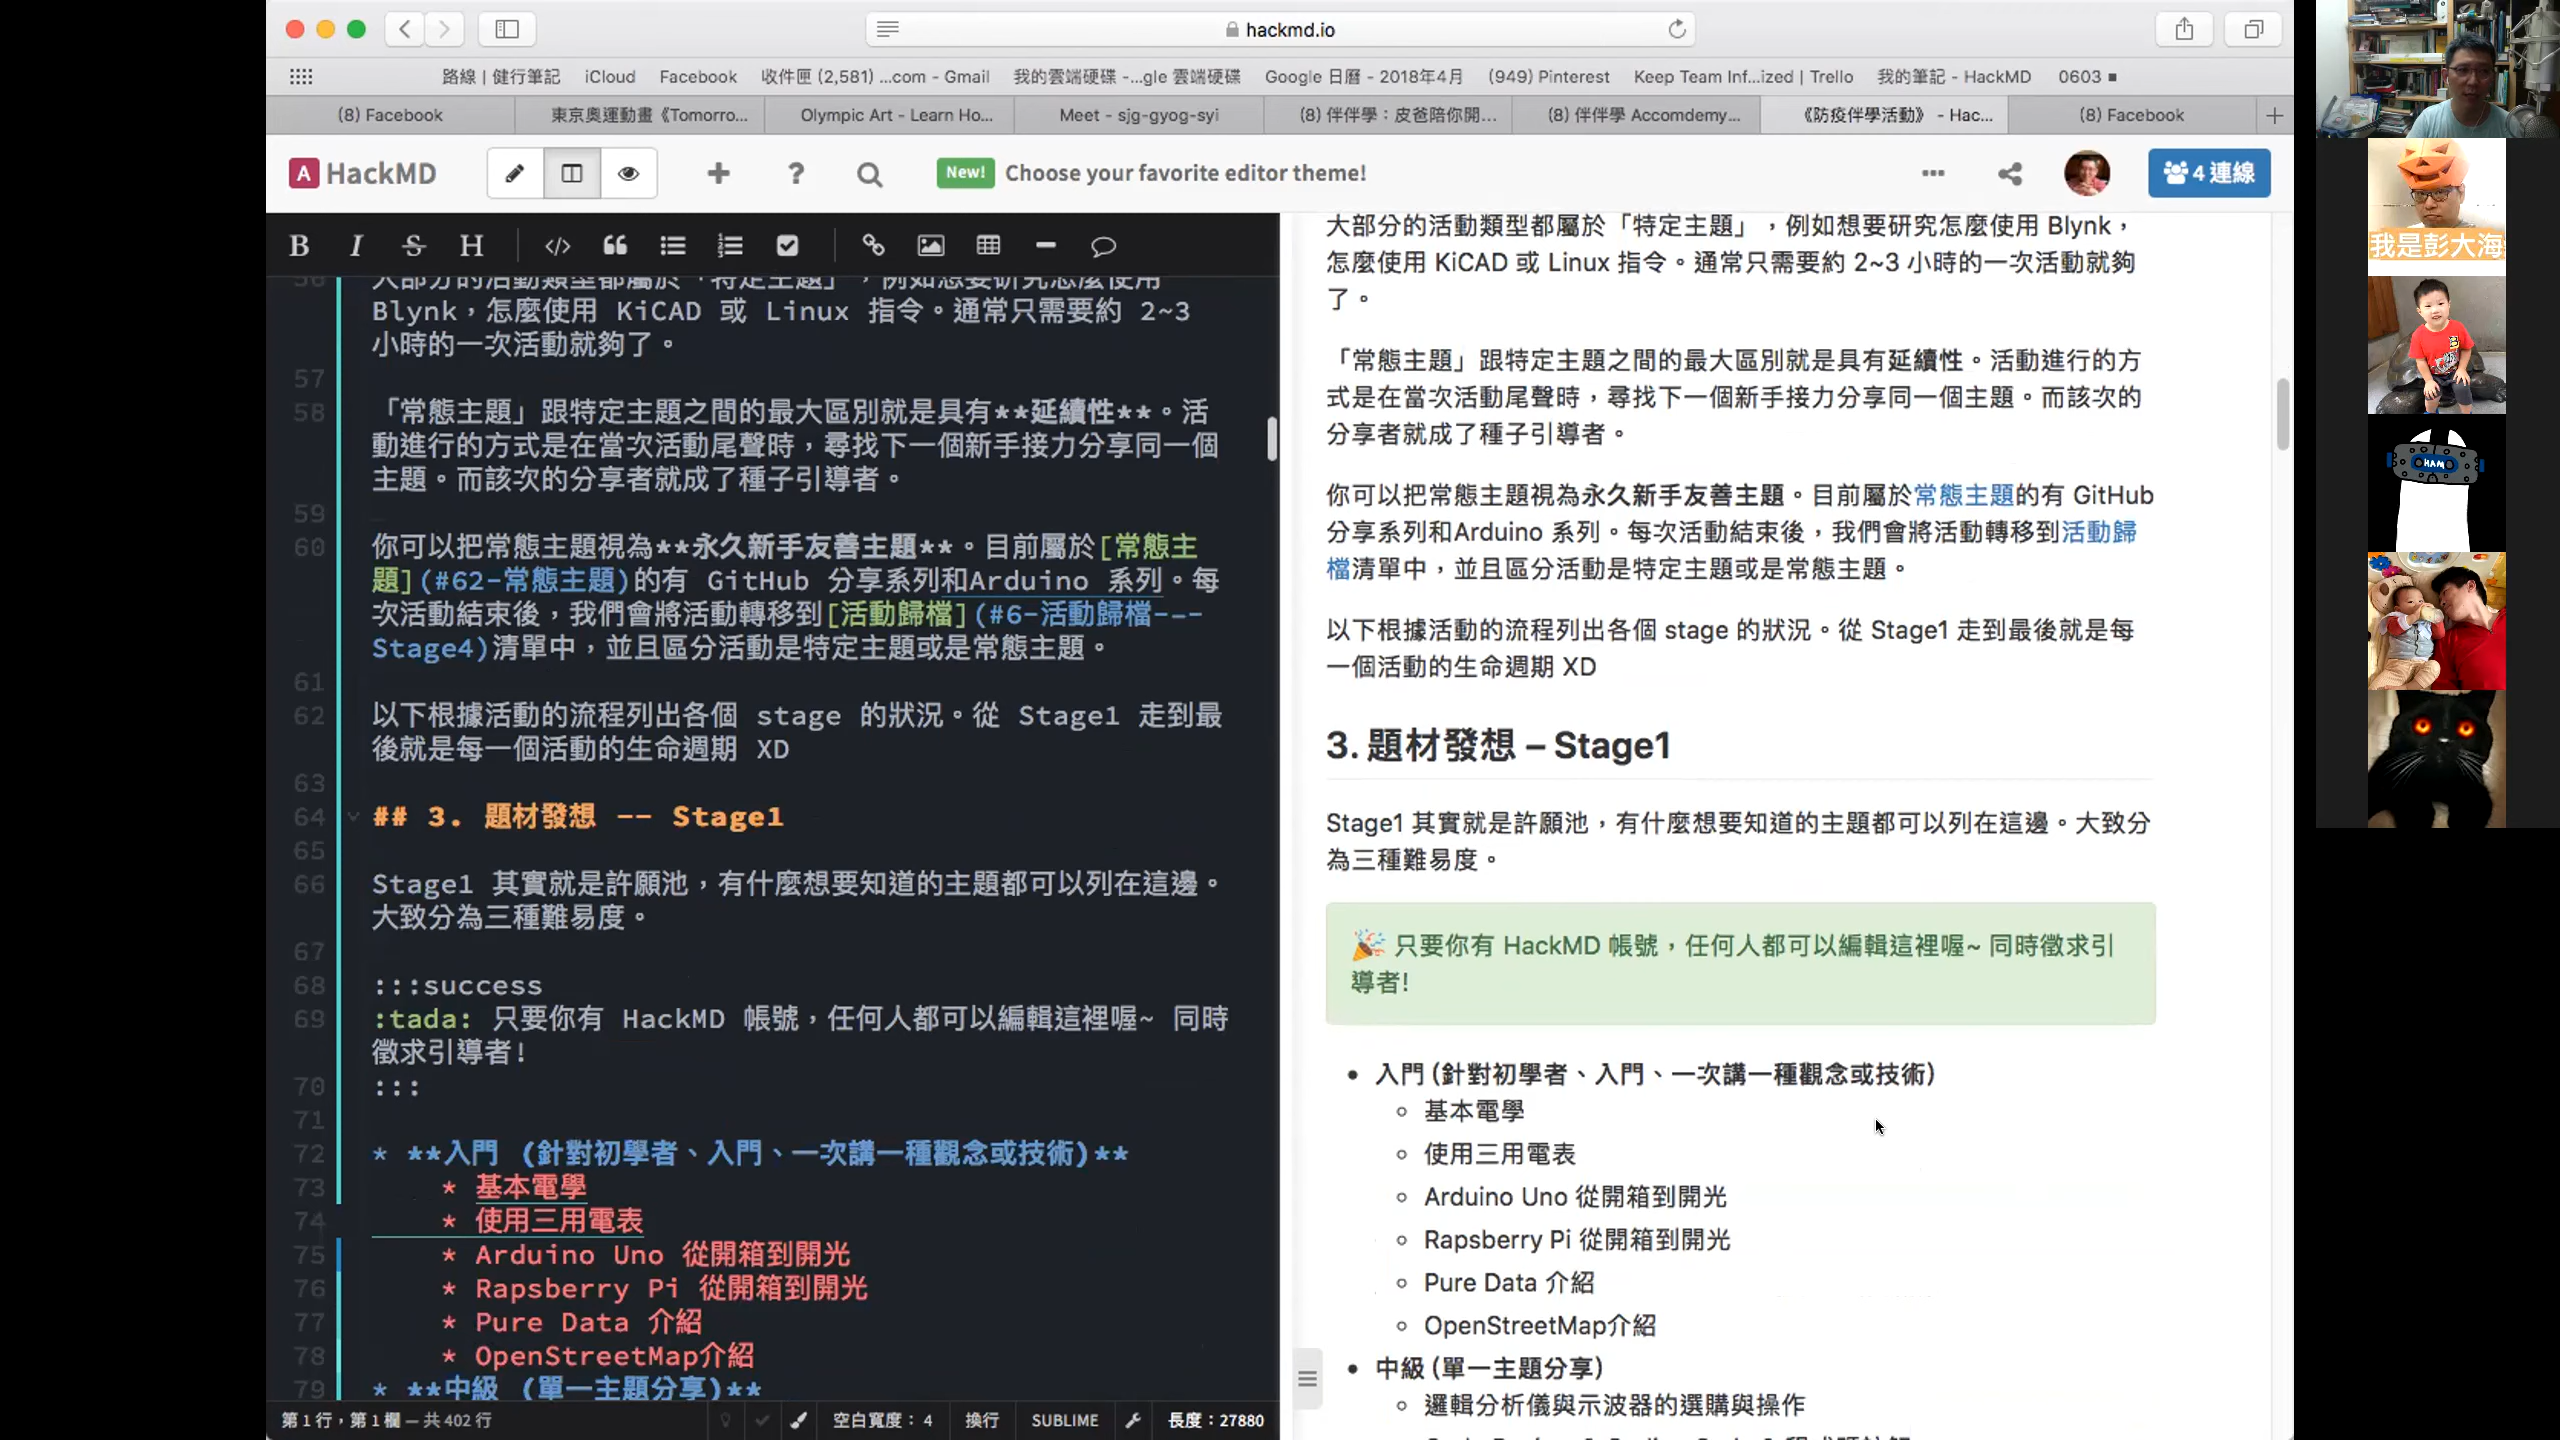 hackmd.io
路線 | 健行筆記 iCloud Facebook 收件匣 (2,581) ...com - Gmail 我的雲端硬碟 -...gle 雲端硬碟 Google 日曆 - 2018年4月 (949) Pinterest Keep Team Inf...ized | Trello 我的筆記 - HackMD 0603
(8) Facebook 東京奧運動畫《Tomorro... Olympic Art - Learn Ho... Meet - sjg-gyog-syi (8) 伴伴學：皮爸陪你開... (8) 伴伴學 Accomdemy... 《防疫伴學活動》 - Hac... (8) Facebook
A HackMD New! Choose your favorite editor theme! 4 連線
B I S H
56 大部分的活動類型都屬於「特定主題」，例如想要研究怎麼使用
Blynk，怎麼使用 KiCAD 或 Linux 指令。通常只需要約 2~3
小時的一次活動就夠了。
57
58 「常態主題」跟特定主題之間的最大區別就是具有**延續性**。活
動進行的方式是在當次活動尾聲時，尋找下一個新手接力分享同一個
主題。而該次的分享者就成了種子引導者。
59
60 你可以把常態主題視為**永久新手友善主題**。目前屬於[常態主
題](#62-常態主題)的有 GitHub 分享系列和Arduino 系列。每
次活動結束後，我們會將活動轉移到[活動歸檔](#6-活動歸檔---
Stage4)清單中，並且區分活動是特定主題或是常態主題。
61
62 以下根據活動的流程列出各個 stage 的狀況。從 Stage1 走到最
後就是每一個活動的生命週期 XD
63
64 ## 3. 題材發想 -- Stage1
65
66 Stage1 其實就是許願池，有什麼想要知道的主題都可以列在這邊。
大致分為三種難易度。
67
68 :::success
69 :tada: 只要你有 HackMD 帳號，任何人都可以編輯這裡喔~ 同時
徵求引導者!
70 :::
71
72 * **入門 (針對初學者、入門、一次講一種觀念或技術)**
73 * 基本電學
74 * 使用三用電表
75 * Arduino Uno 從開箱到開光
76 * Rapsberry Pi 從開箱到開光
77 * Pure Data 介紹
78 * OpenStreetMap介紹
79 * **中級 (單一主題分享)**
第 1 行，第 1 欄 — 共 402 行 空白寬度： 4 換行 SUBLIME 長度：27880
大部分的活動類型都屬於「特定主題」，例如想要研究怎麼使用 Blynk，
怎麼使用 KiCAD 或 Linux 指令。通常只需要約 2~3 小時的一次活動就夠
了。
「常態主題」跟特定主題之間的最大區別就是具有延續性。活動進行的方
式是在當次活動尾聲時，尋找下一個新手接力分享同一個主題。而該次的
分享者就成了種子引導者。
你可以把常態主題視為永久新手友善主題。目前屬於常態主題的有 GitHub
分享系列和Arduino 系列。每次活動結束後，我們會將活動轉移到活動歸
檔清單中，並且區分活動是特定主題或是常態主題。
以下根據活動的流程列出各個 stage 的狀況。從 Stage1 走到最後就是每
一個活動的生命週期 XD
3. 題材發想 – Stage1
Stage1 其實就是許願池，有什麼想要知道的主題都可以列在這邊。大致分
為三種難易度。
🎉 只要你有 HackMD 帳號，任何人都可以編輯這裡喔~ 同時徵求引
導者!
• 入門 (針對初學者、入門、一次講一種觀念或技術)
基本電學
使用三用電表
Arduino Uno 從開箱到開光
Rapsberry Pi 從開箱到開光
Pure Data 介紹
OpenStreetMap介紹
• 中級 (單一主題分享)
邏輯分析儀與示波器的選購與操作
我是彭大海
HAM